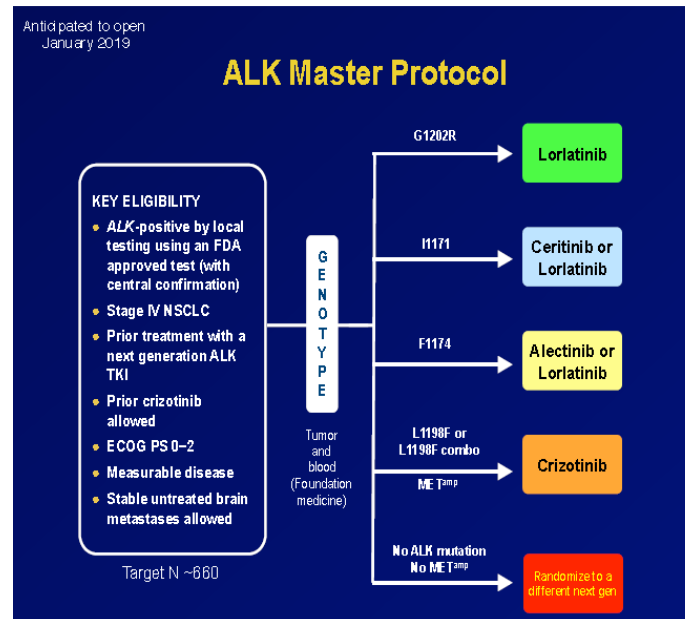 Anticipated to open
January 2019
ALK Master Protocol
KEY ELIGIBILITY
• ALK-positive by local
testing using an FDA
approved test (with
central confirmation)
• Stage IV NSCLC
• Prior treatment with a
next generation ALK
TKI
• Prior crizotinib
allowed
• ECOG PS 0–2
• Measurable disease
• Stable untreated brain
metastases allowed
Target N ~660
GENOTYPE
Tumor
and
blood
(Foundation
medicine)
G1202R
Lorlatinib
I1171
Ceritinib or
Lorlatinib
F1174
Alectinib or
Lorlatinib
L1198F or
L1198F combo
METamp
Crizotinib
No ALK mutation
No METamp
Randomize to a
different next gen